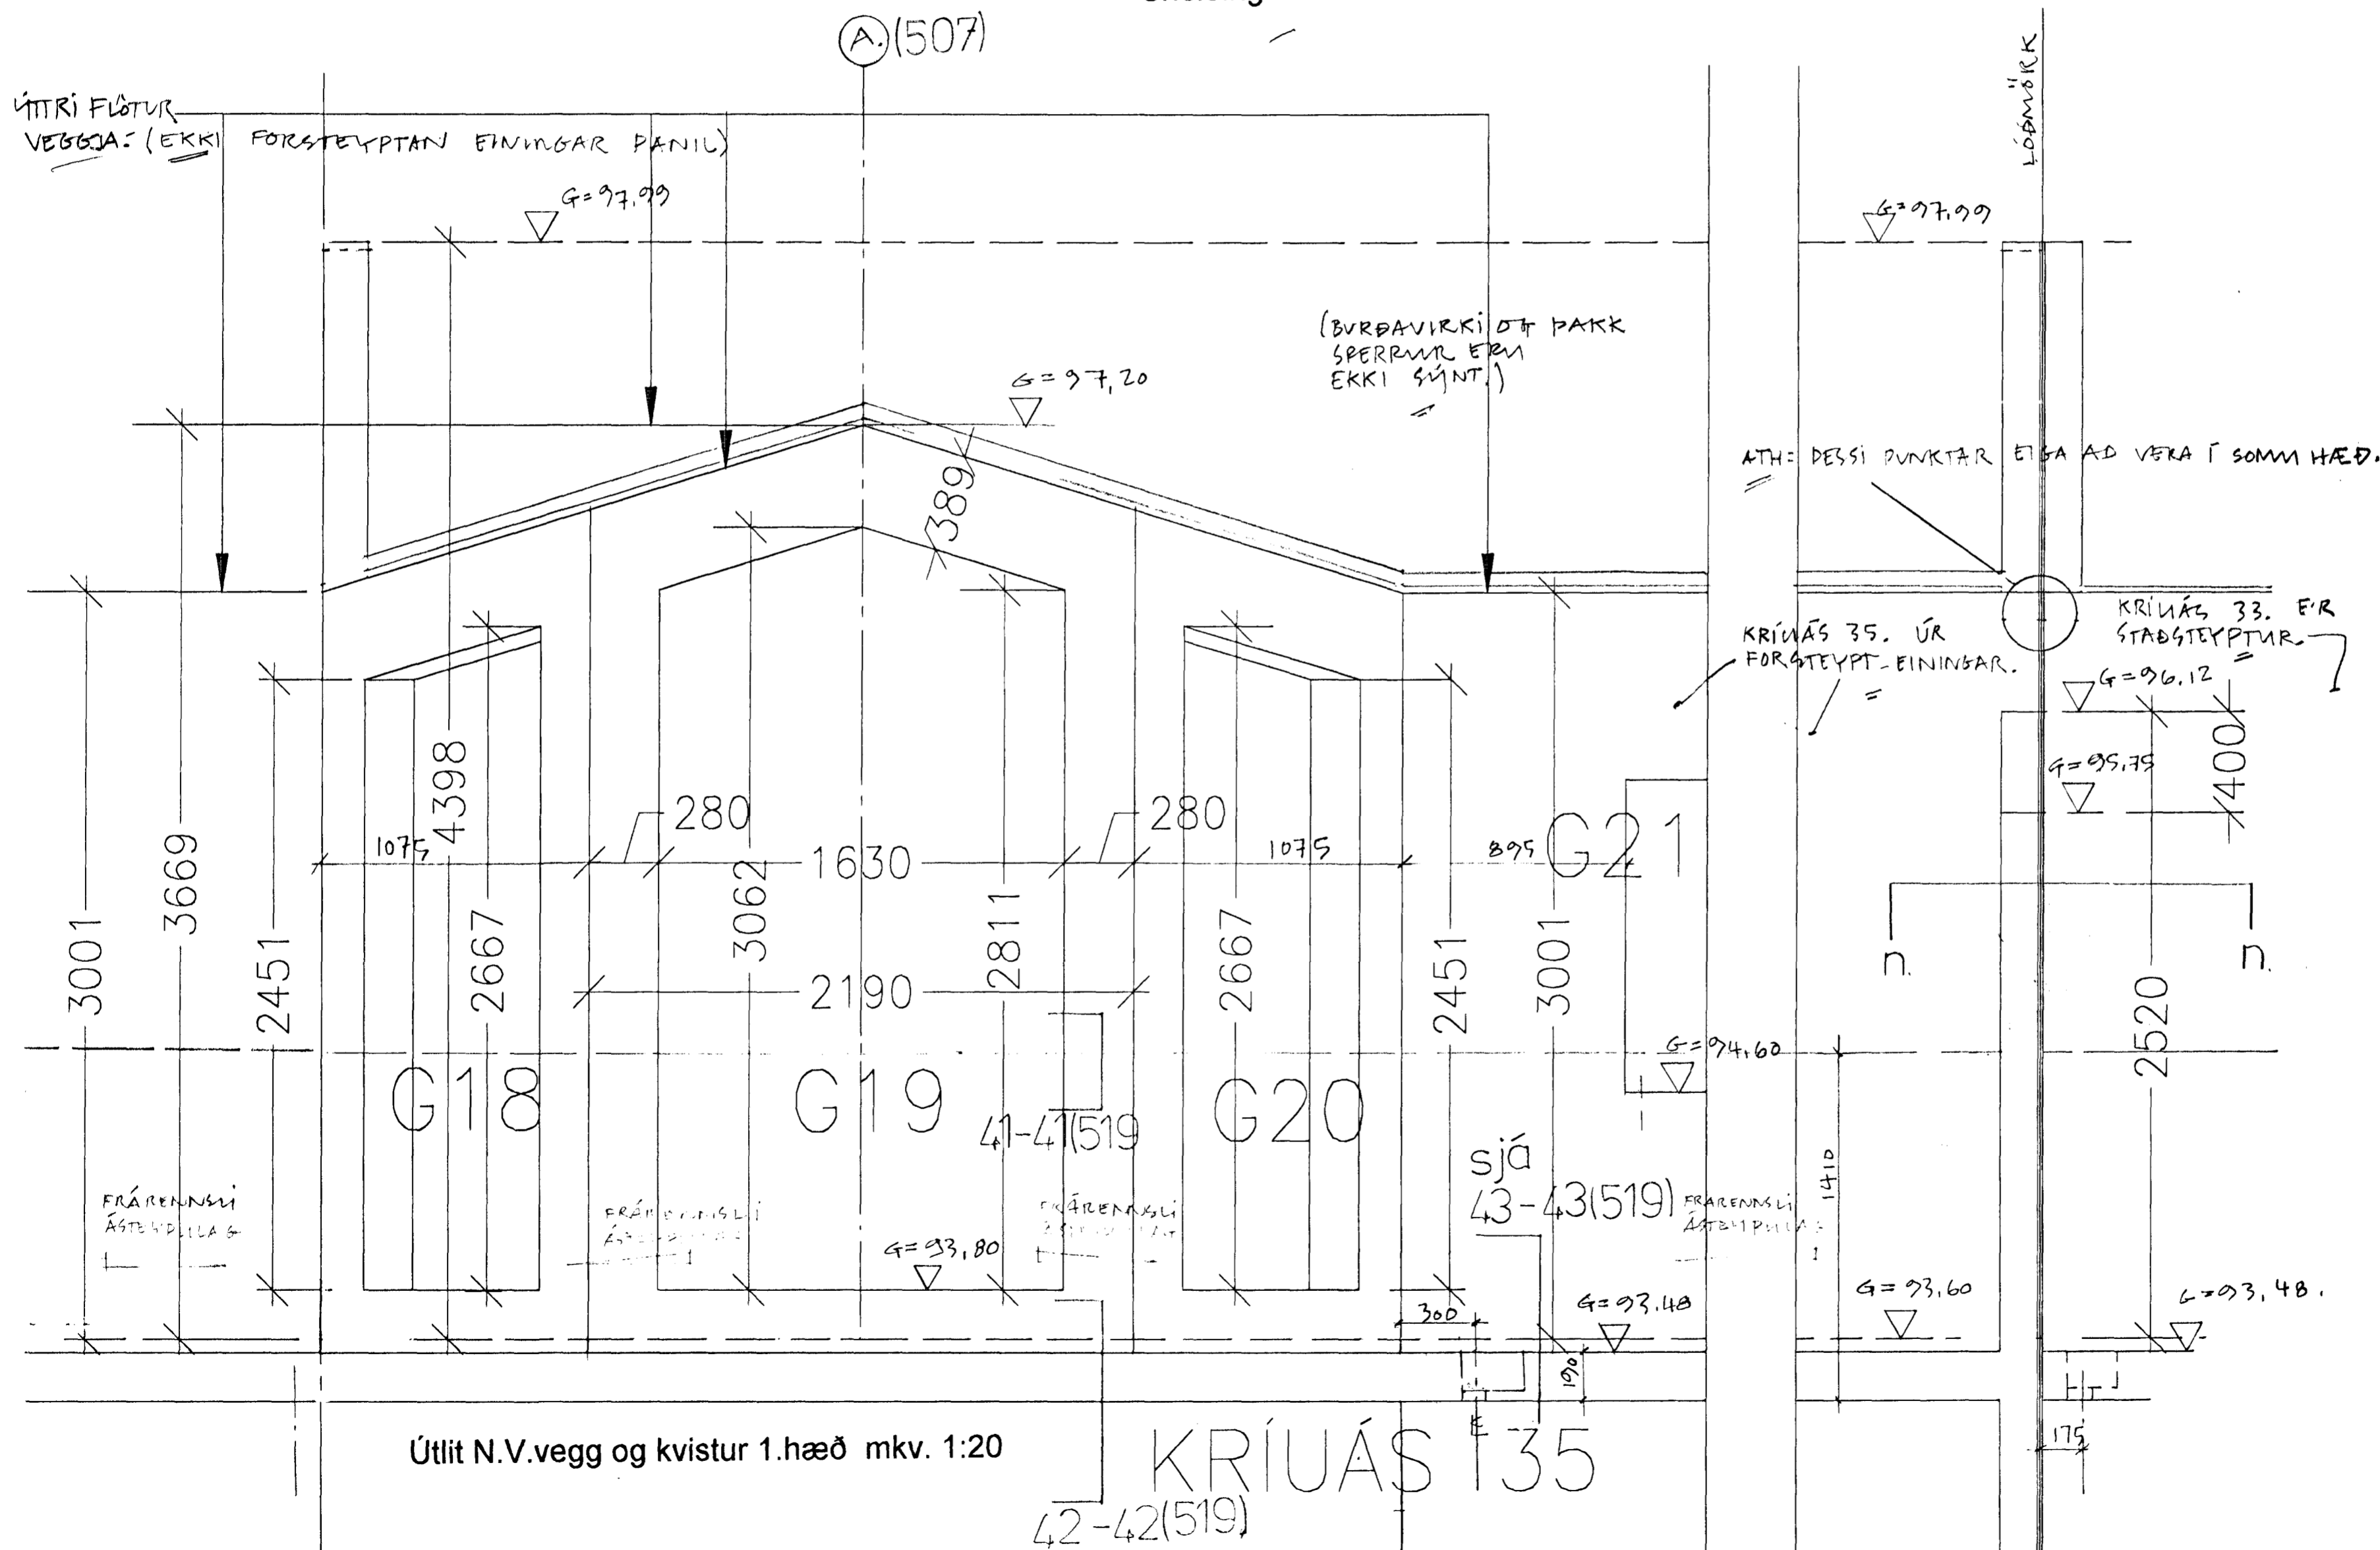 A. (507)
LÓÐMÖRK
ÝTTRI FLÖTUR
VEGGJA: (EKKI FORSTEYPTAN EININGAR PANIL)
G=97,99
G=97,99
(BURÐAVIRKI OG ÞAKK
SPERRUR ERU
EKKI SÝNT.)
G=97,20
ATH: ÞESSI PUNKTAR EIGA AÐ VERA Í SÖMU HÆÐ.
389
KRÍUÁS 33. ER
STAÐSTEYPTUR.
KRÍUÁS 35. ÚR
FORSTEYPT-EININGAR.
G=96,12
G=95,75
400
3001
3669
2451
4398
2667
1075
280
3062
1630
2811
280
2667
1075
2451
3001
895
G21
2190
2520
n.
n.
G=94,60
G18
G19
G20
41-41(519
sjá
43-43(519)
1410
FRÁRENNSLI
ÁSTEYPULAG
FRÁRENNSLI
FRÁRENNSLI
FRÁRENNSLI
ÁSTEYPULAG
G=93,80
300
G=93.48
G=93,60
G=93,48.
190
175
Útlit N.V.vegg og kvistur 1.hæð mkv. 1:20
KRÍUÁS 35
42-42(519)